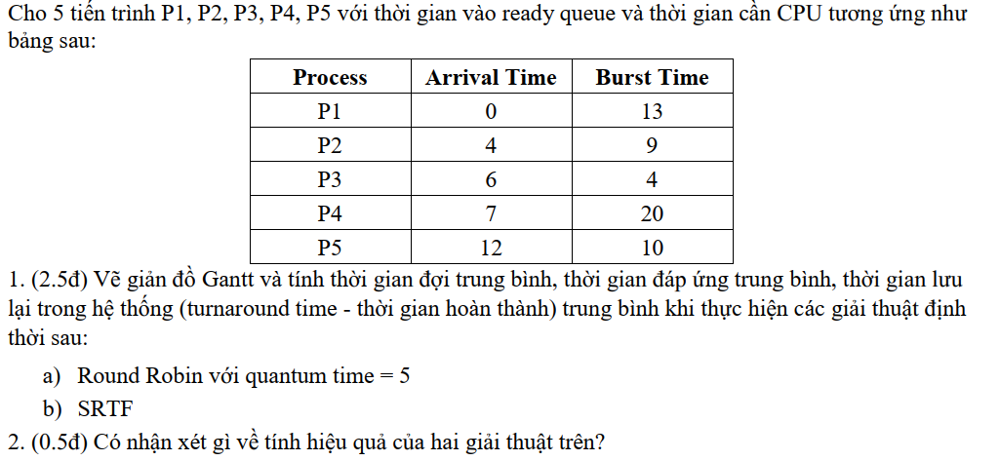 Cho 5 tiến trình P1, P2, P3, P4, P5 với thời gian vào ready queue và thời gian cần CPU tương ứng như
bảng sau:
Process Arrival Time Burst Time
P1 0 13
P2 4 9
P3 6 4
P4 7 20
P5 12 10
1. (2.5đ) Vẽ giản đồ Gantt và tính thời gian đợi trung bình, thời gian đáp ứng trung bình, thời gian lưu
lại trong hệ thống (turnaround time - thời gian hoàn thành) trung bình khi thực hiện các giải thuật định
thời sau:
a) Round Robin với quantum time = 5
b) SRTF
2. (0.5đ) Có nhận xét gì về tính hiệu quả của hai giải thuật trên?